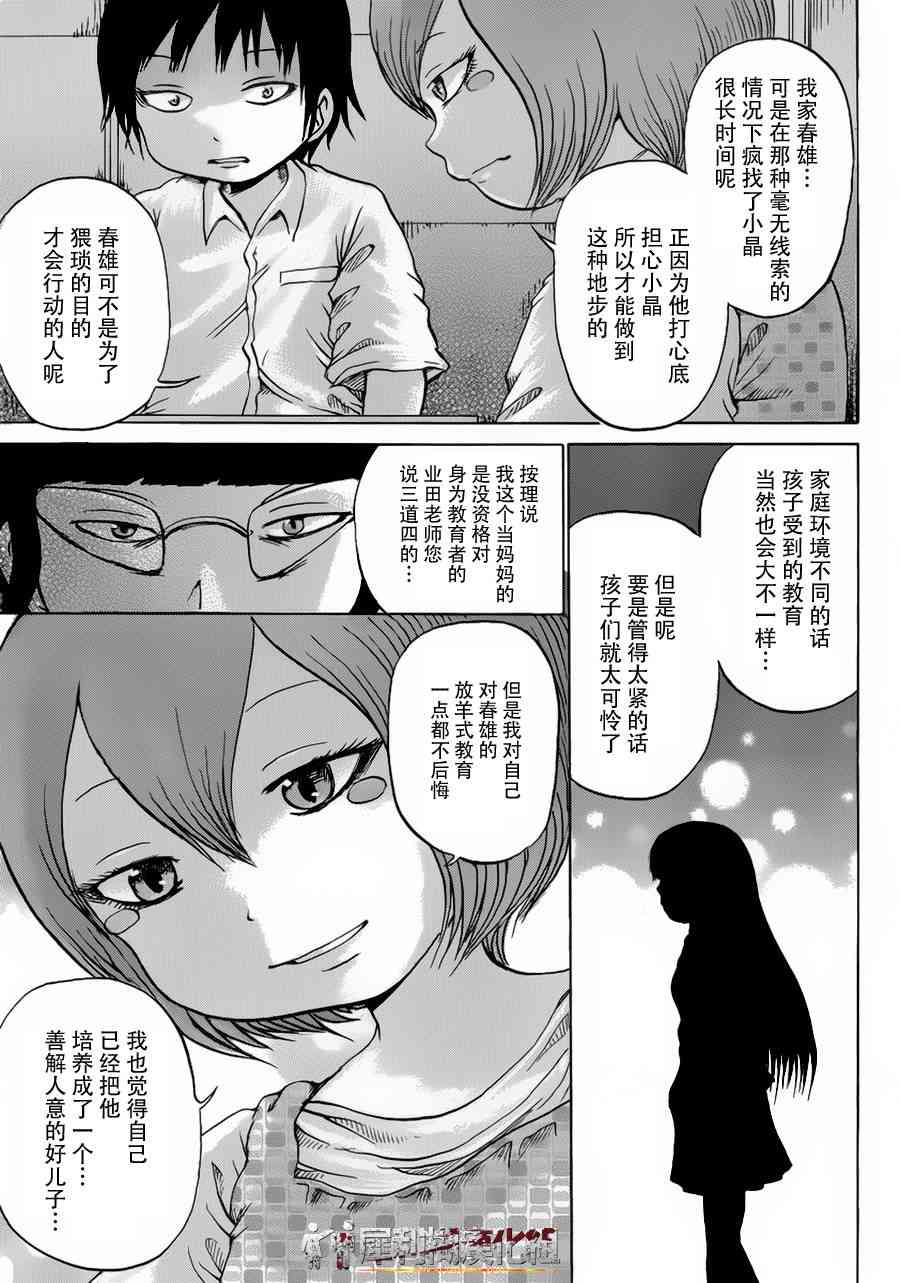 我家春雄…
可是在那种毫无线索的
情况下疯找了小晶
很长时间呢
正因为他打心底
担心小晶
所以才能做到
这种地步的
春雄可不是为了
猥琐的目的
才会行动的人呢
家庭环境不同的话
孩子受到的教育
当然也会大不一样…
但是呢
要是管得太紧的话
孩子们就太可怜了
按理说
我这个当妈妈的
是没资格对
身为教育者的
业田老师您
说三道四的…
但是我对自己
对春雄的
放羊式教育
一点都不后悔
我也觉得自己
已经把他
培养成了一个…
善解人意的好儿子…